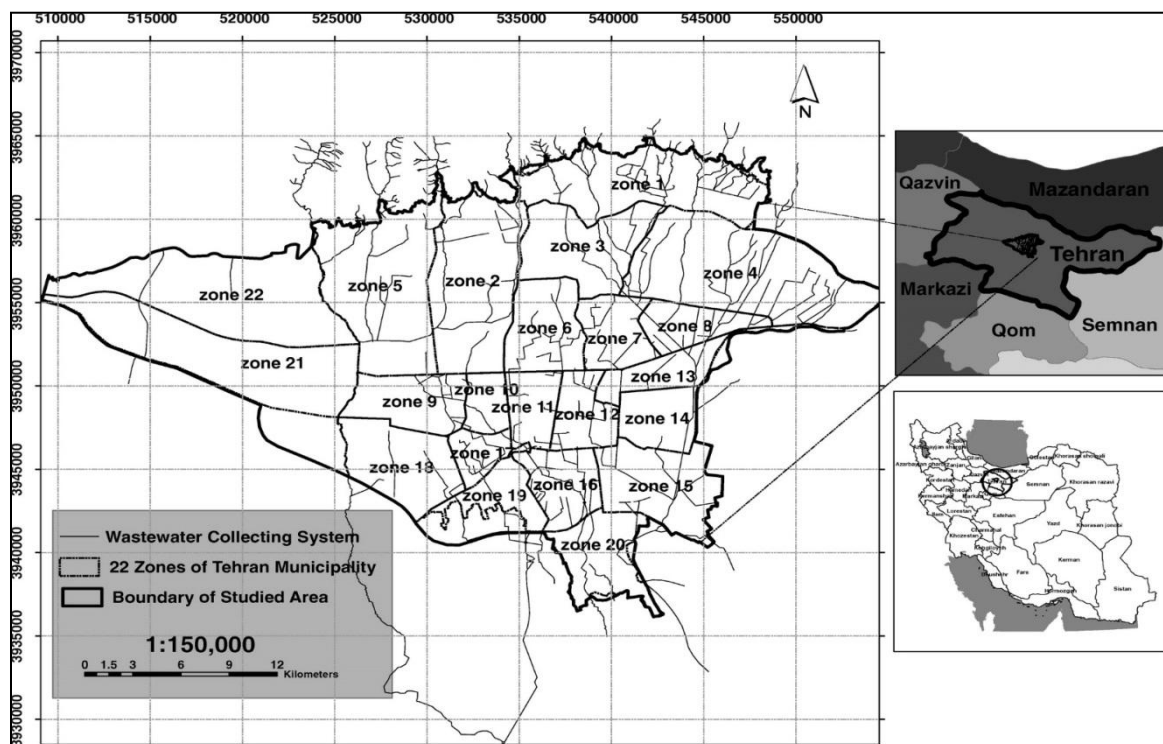 510000 515000 520000 525000 530000 535000 540000 545000 550000
3970000
3965000
3960000
3955000
3950000
3945000
3940000
3935000
3930000
N
zone 1
zone 3
zone 4
zone 5
zone 2
zone 22
zone 6
zone 7
zone 8
zone 21
zone 13
zone 10
zone 9
zone 11
zone 12
zone 14
zone 17
zone 18
zone 19
zone 16
zone 15
zone 20
Wastewater Collecting System
22 Zones of Tehran Municipality
Boundary of Studied Area
1:150,000
0 1.5 3 6 9 12
Kilometers
Qazvin
Mazandaran
Tehran
Markazi
Qom
Semnan
Khorasan shomali
Zanjan
Semnan
Khorasan razavi
Esfahan
Yazd
Khorasan jonobi
Khozestan
Kerman
Fars
Sistan